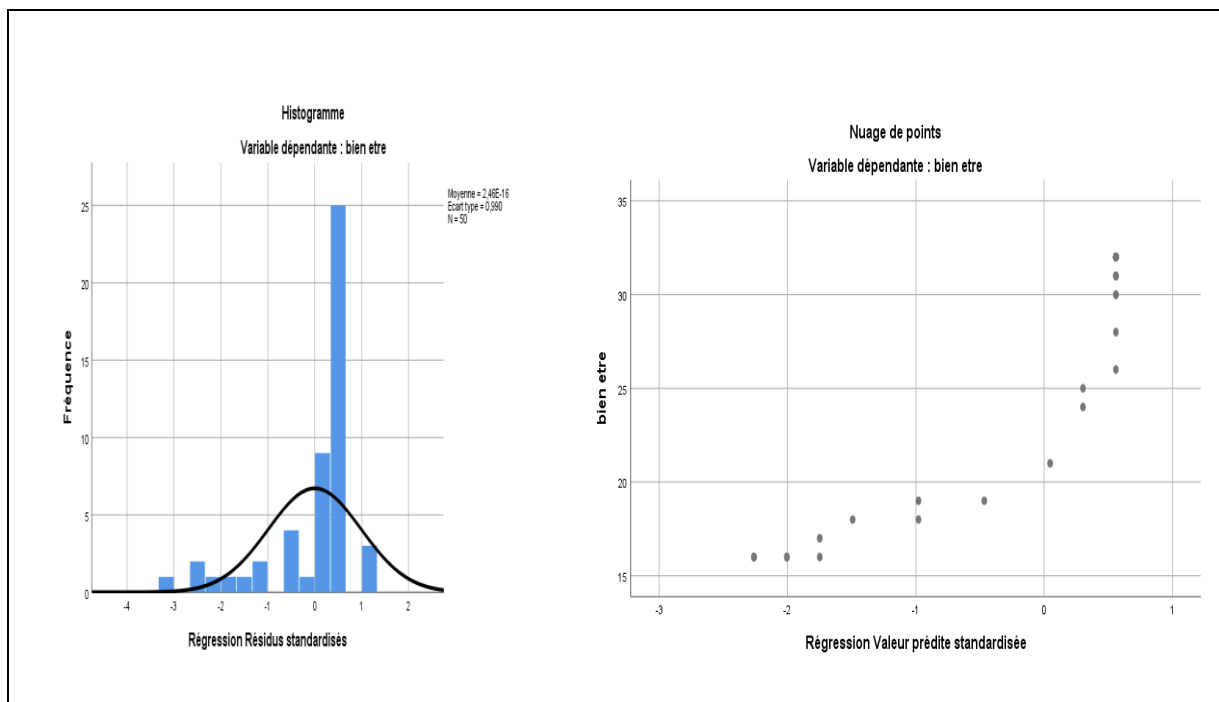 Histogramme
Variable dépendante : bien etre
Moyenne = 2,46E-16
Ecart type = 0,990
N = 50
25
20
15
10
5
0
Fréquence
-4 -3 -2 -1 0 1 2
Régression Résidus standardisés
Nuage de points
Variable dépendante : bien etre
35
30
25
20
15
bien etre
-3 -2 -1 0 1
Régression Valeur prédite standardisée